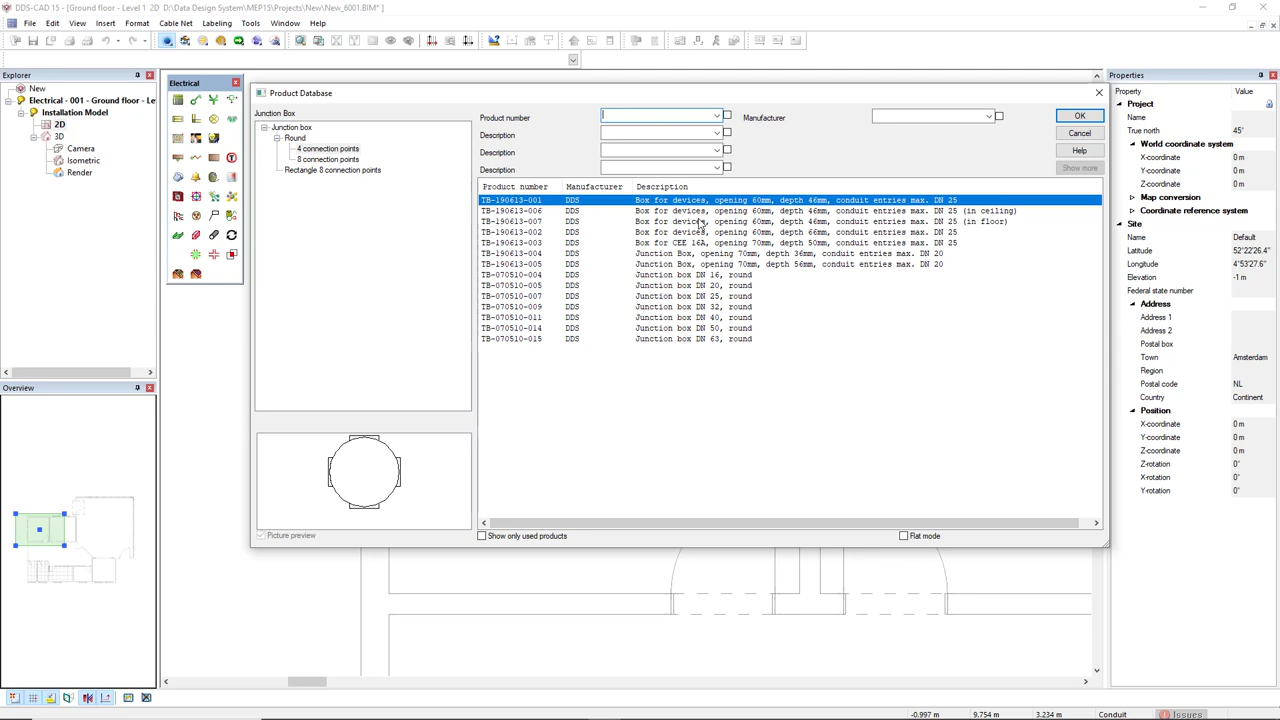 DDS-CAD 15 - [Ground floor - Level 1  2D  D:\Data Design System\MEP15\Projects\New\New_6001.BIM*]
File  Edit  View  Insert  Format  Cable Net  Labeling  Tools  Window  Help
Explorer
New
Electrical - 001 - Ground floor - Le
Installation Model
2D
3D
Camera
Isometric
Render
Overview
Electrical
Product Database
Junction Box
Junction box
Round
4 connection points
8 connection points
Rectangle 8 connection points
Picture preview
Product number
Manufacturer
Description
Description
Description
OK
Cancel
Help
Show more
Product number  Manufacturer  Description
TB-190613-001  DDS  Box for devices, opening 60mm, depth 46mm, conduit entries max. DN 25
TB-190613-006  DDS  Box for devices, opening 60mm, depth 46mm, conduit entries max. DN 25 (in ceiling)
TB-190613-007  DDS  Box for devices, opening 60mm, depth 46mm, conduit entries max. DN 25 (in floor)
TB-190613-002  DDS  Box for devices, opening 60mm, depth 66mm, conduit entries max. DN 25
TB-190613-003  DDS  Box for CEE 16A, opening 70mm, depth 50mm, conduit entries max. DN 25
TB-190613-004  DDS  Junction Box, opening 70mm, depth 36mm, conduit entries max. DN 20
TB-190613-005  DDS  Junction Box, opening 70mm, depth 56mm, conduit entries max. DN 20
TB-070510-004  DDS  Junction box DN 16, round
TB-070510-005  DDS  Junction box DN 20, round
TB-070510-007  DDS  Junction box DN 25, round
TB-070510-009  DDS  Junction box DN 32, round
TB-070510-011  DDS  Junction box DN 40, round
TB-070510-014  DDS  Junction box DN 50, round
TB-070510-015  DDS  Junction box DN 63, round
Show only used products
Flat mode
Properties
Property  Value
Project
Name
True north  45°
World coordinate system
X-coordinate  0 m
Y-coordinate  0 m
Z-coordinate  0 m
Map conversion
Coordinate reference system
Site
Name  Default
Latitude  52°22'26.4"
Longitude  4°53'27.6"
Elevation  -1 m
Federal state number
Address
Address 1
Address 2
Postal box
Town  Amsterdam
Region
Postal code  NL
Country  Continent
Position
X-coordinate  0 m
Y-coordinate  0 m
Z-coordinate  0 m
Z-rotation  0°
X-rotation  0°
Y-rotation  0°
-0.997 m  9.754 m  3.234 m  Conduit  Issues